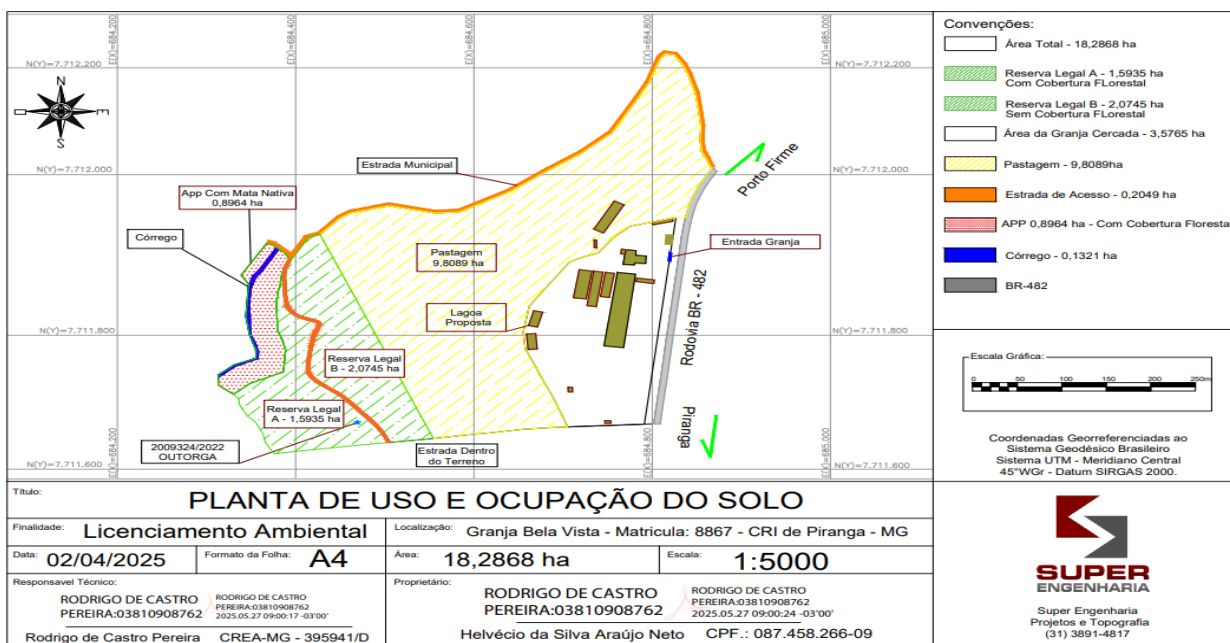 E(X)=684.200
E(X)=684.400
E(X)=684.600
E(X)=684.800
E(X)=685.000
N(Y)=7.712.200
N
E
S
Estrada Municipal
N(Y)=7.712.000
Porto Firme
App Com Mata Nativa
0,8964 ha
Córrego
Entrada Granja
Pastagem
9,8089ha
Lagoa
Proposta
Rodovia BR - 482
N(Y)=7.711.800
Reserva Legal
B - 2,0745 ha
Reserva Legal
A - 1,5935 ha
Piranga
2009324/2022
OUTORGA
Estrada Dentro
do Terreno
N(Y)=7.711.600
E(X)=684.200
E(X)=684.800
E(X)=685.000
Convenções:
Área Total - 18,2868 ha
Reserva Legal A - 1,5935 ha
Com Cobertura FLorestal
Reserva Legal B - 2,0745 ha
Sem Cobertura FLorestal
Área da Granja Cercada - 3,5765 ha
Pastagem - 9,8089ha
Estrada de Acesso - 0,2049 ha
APP 0,8964 ha - Com Cobertura Floresta
Córrego - 0,1321 ha
BR-482
Escala Gráfica:
0 50 100 150 200 250m
Coordenadas Georreferenciadas ao
Sistema Geodésico Brasileiro
Sistema UTM - Meridiano Central
45°WGr - Datum SIRGAS 2000.
Título:
PLANTA DE USO E OCUPAÇÃO DO SOLO
Finalidade: Licenciamento Ambiental
Localização: Granja Bela Vista - Matricula: 8867 - CRI de Piranga - MG
Data: 02/04/2025
Formato da Folha: A4
Área: 18,2868 ha
Escala: 1:5000
Responsavel Técnico:
RODRIGO DE CASTRO
PEREIRA:03810908762
RODRIGO DE CASTRO
PEREIRA:03810908762
2025.05.27 09:00:17 -03'00'
Rodrigo de Castro Pereira CREA-MG - 395941/D
Proprietário:
RODRIGO DE CASTRO
PEREIRA:03810908762
RODRIGO DE CASTRO
PEREIRA:03810908762
2025.05.27 09:00:24 -03'00'
Helvécio da Silva Araújo Neto CPF.: 087.458.266-09
SUPER
ENGENHARIA
Super Engenharia
Projetos e Topografia
(31) 3891-4817